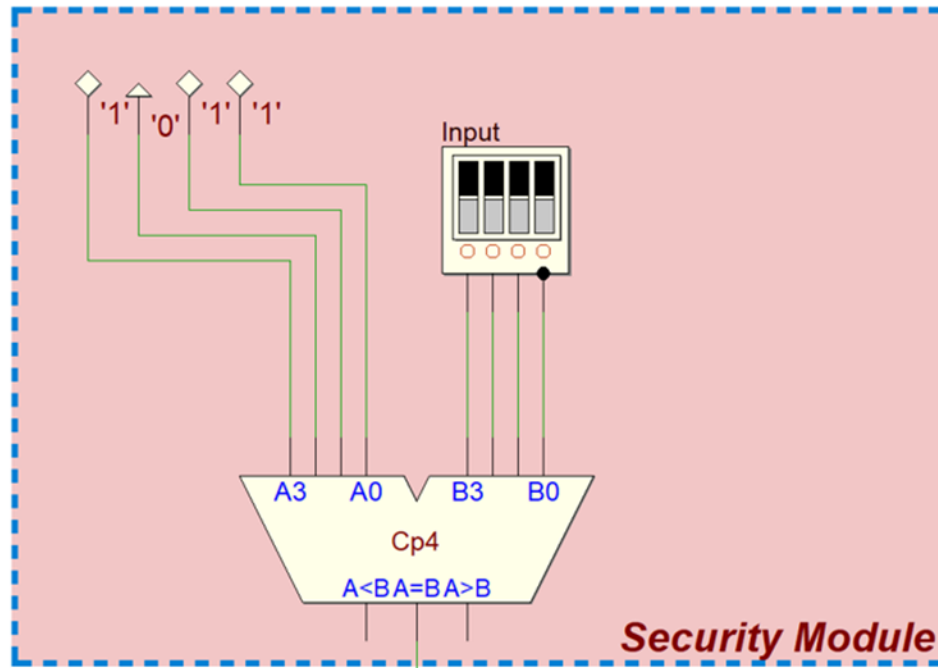 '1' '0' '1' '1'
Input
A3 A0 B3 B0
Cp4
A<B A=B A>B
Security Module